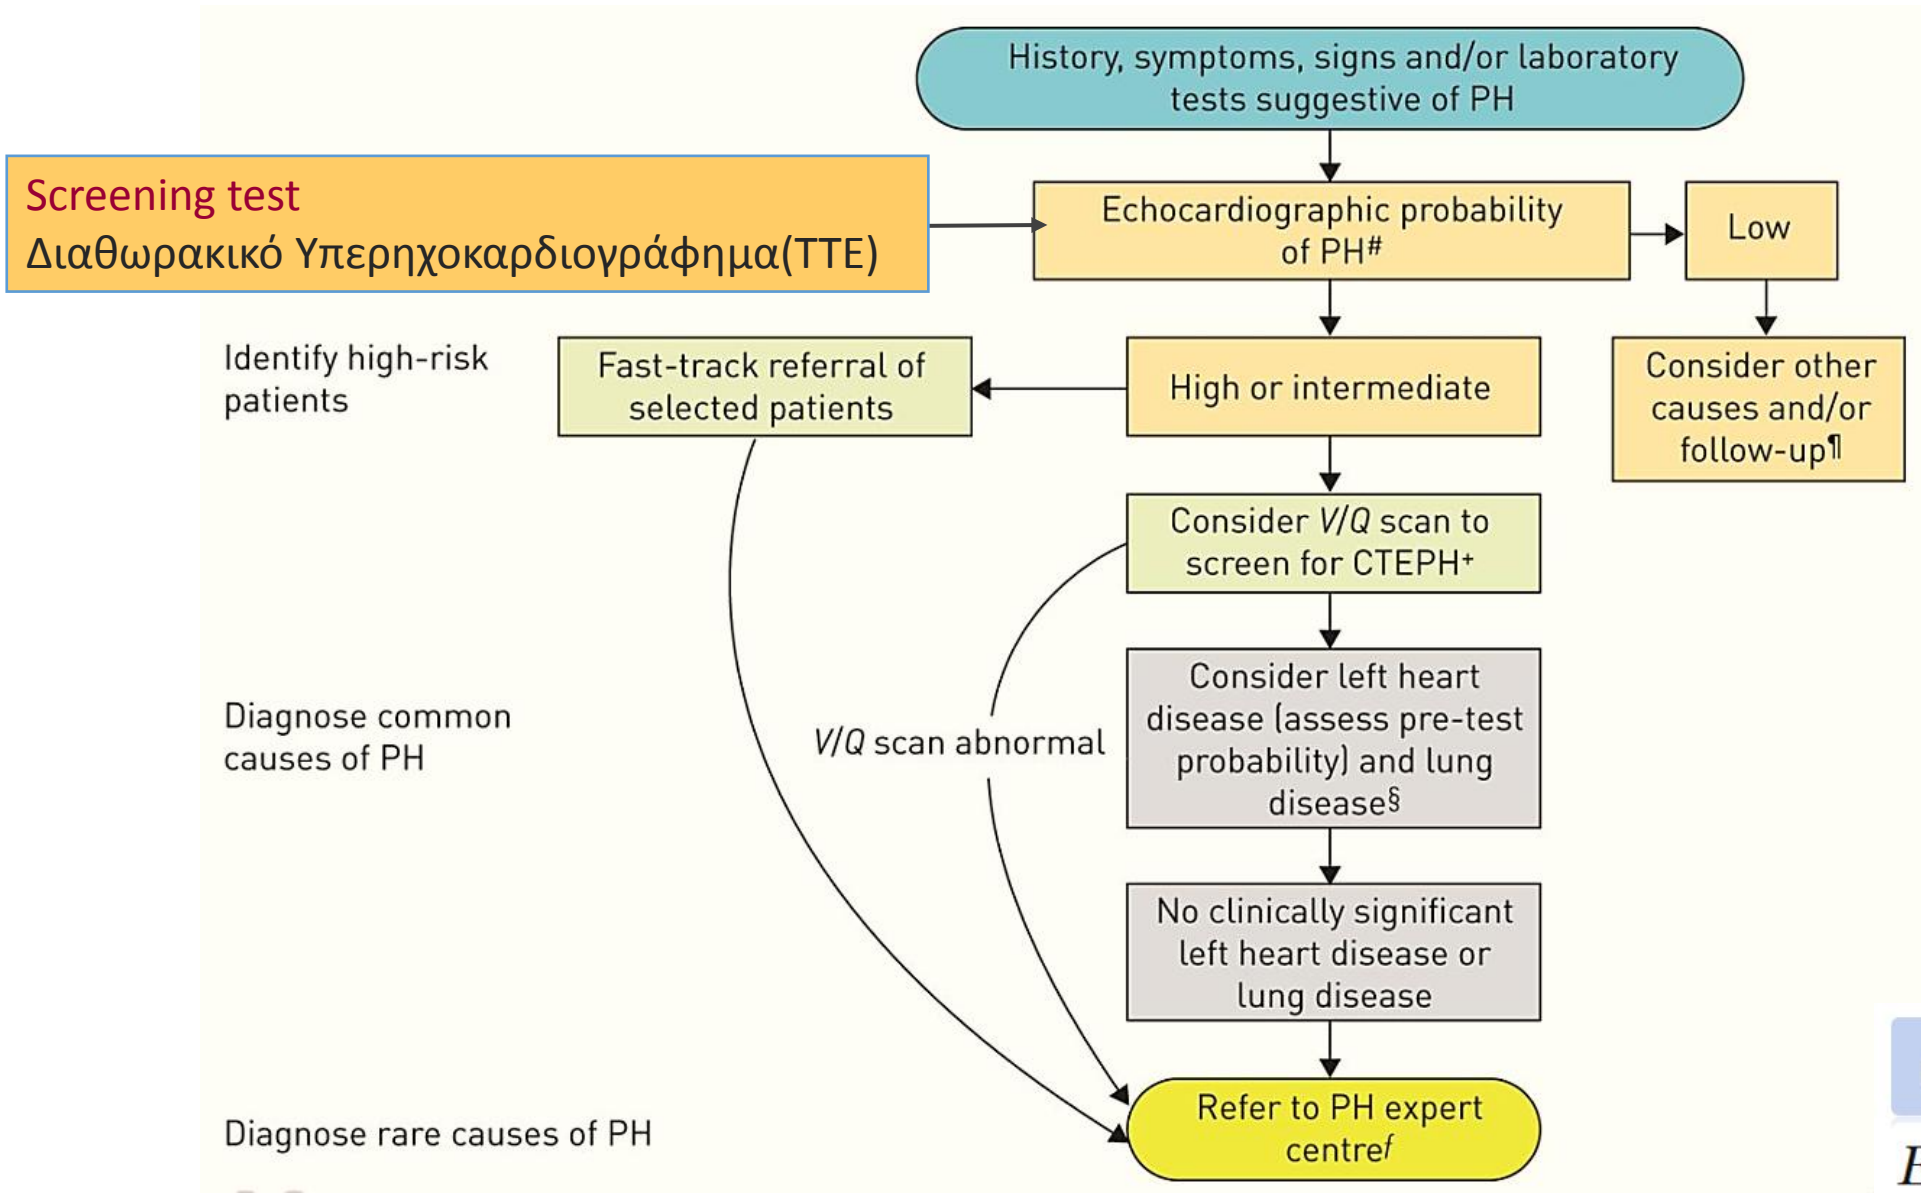 History, symptoms, signs and/or laboratory
tests suggestive of PH
Screening test
Διαθωρακικό Υπερηχοκαρδιογράφημα(TTE)
Echocardiographic probability
of PH#
Low
Identify high-risk
patients
Fast-track referral of
selected patients
High or intermediate
Consider other
causes and/or
follow-up¶
Consider V/Q scan to
screen for CTEPH+
Diagnose common
causes of PH
V/Q scan abnormal
Consider left heart
disease (assess pre-test
probability) and lung
disease§
No clinically significant
left heart disease or
lung disease
Diagnose rare causes of PH
Refer to PH expert
centreƒ